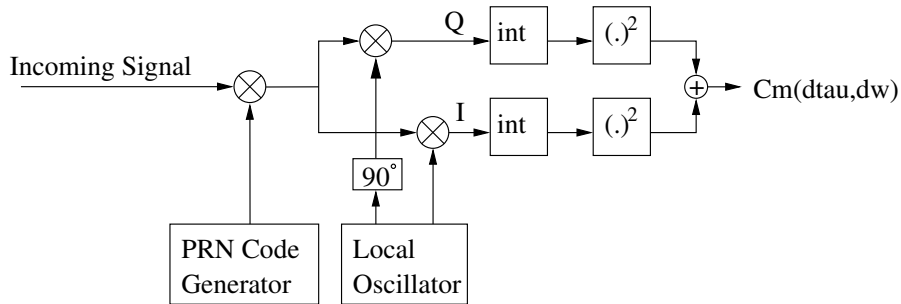 Q
int
(.)²
Incoming Signal
Cm(dtau,dw)
+
I
int
(.)²
90°
PRN Code
Generator
Local
Oscillator